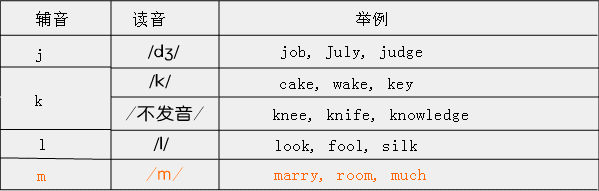 辅音 读音 举例
j /dʒ/ job, July, judge
k /k/ cake, wake, key
/不发音/ knee, knife, knowledge
l /l/ look, fool, silk
m /m/ marry, room, much